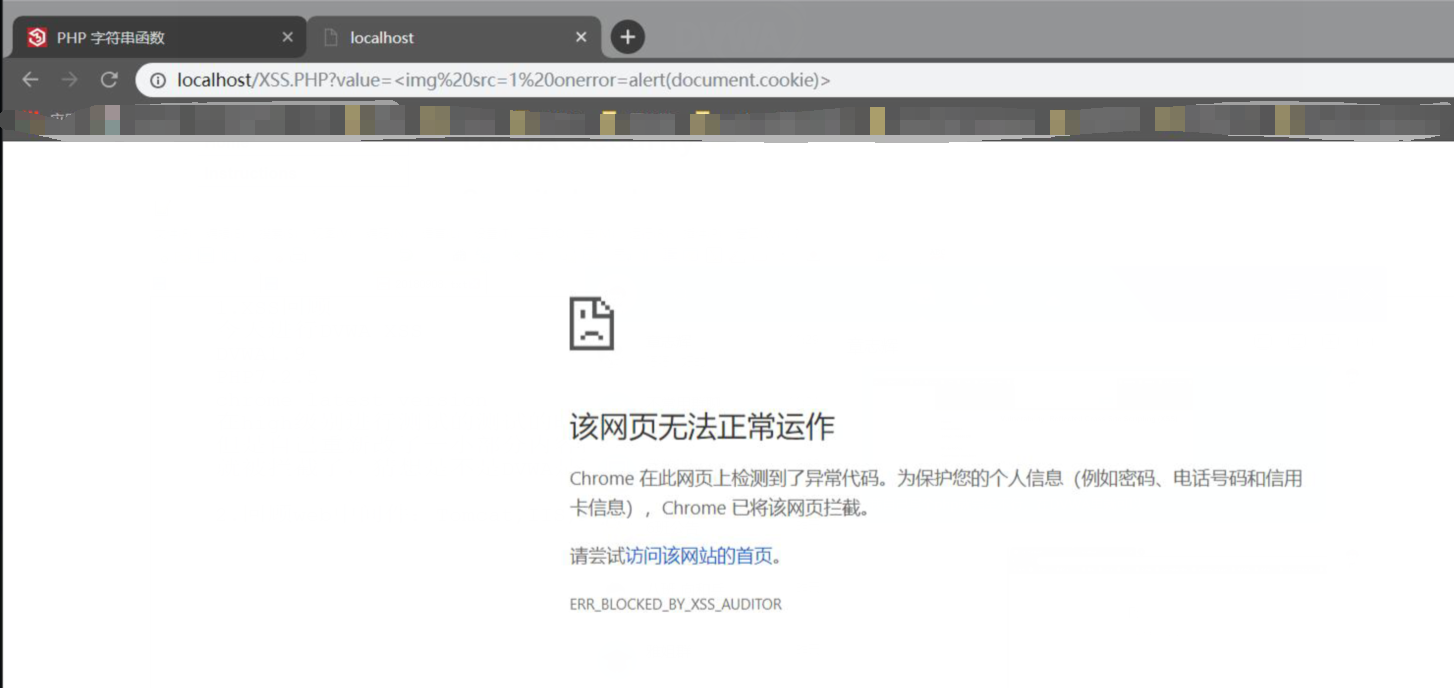 PHP 字符串函数
localhost
localhost/XSS.PHP?value=<img%20src=1%20onerror=alert(document.cookie)>
该网页无法正常运作
Chrome 在此网页上检测到了异常代码。为保护您的个人信息（例如密码、电话号码和信用
卡信息），Chrome 已将该网页拦截。
请尝试访问该网站的首页。
ERR_BLOCKED_BY_XSS_AUDITOR